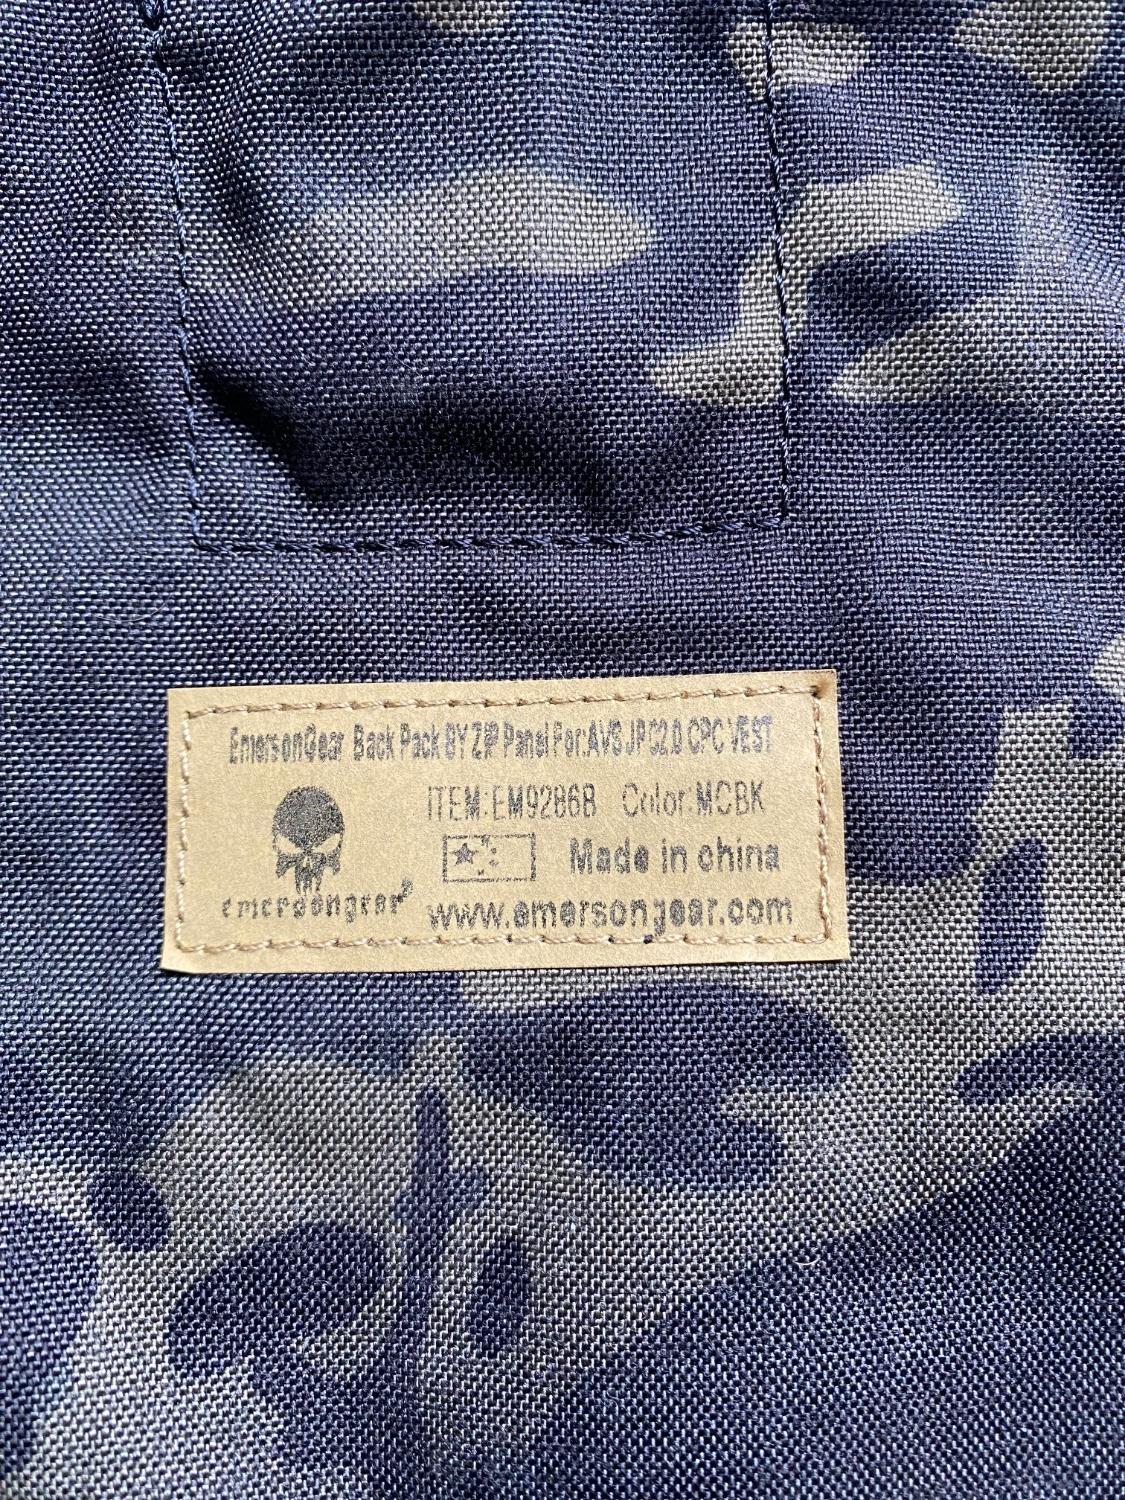 EmersonGear Back Pack BY ZIP Panel For:AVS JPC2.0 CPC VEST
ITEM:EM9286B Color:MCBK
Made in china
emersongear®
www.emersongear.com